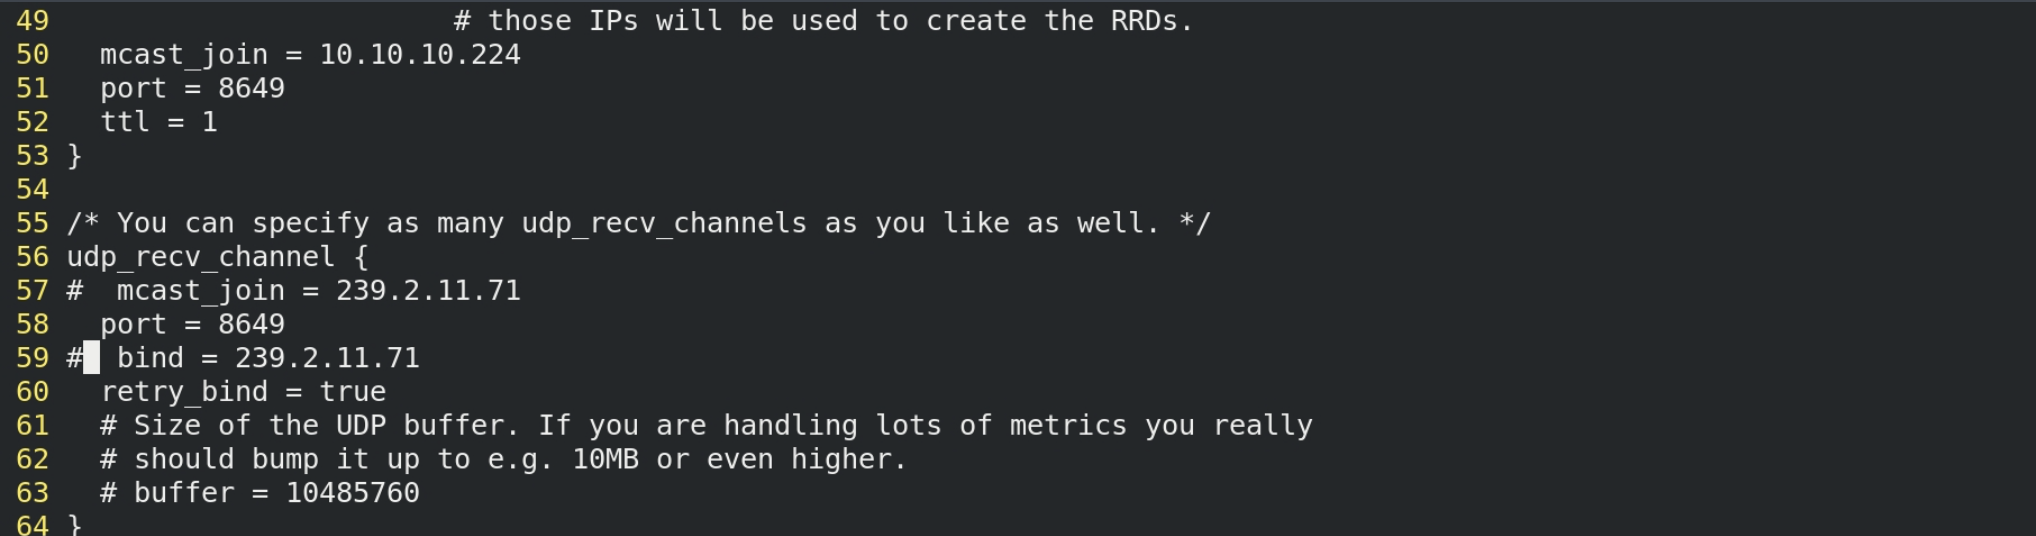 49                        # those IPs will be used to create the RRDs.
50   mcast_join = 10.10.10.224
51   port = 8649
52   ttl = 1
53 }
54
55 /* You can specify as many udp_recv_channels as you like as well. */
56 udp_recv_channel {
57 #  mcast_join = 239.2.11.71
58   port = 8649
59 #  bind = 239.2.11.71
60   retry_bind = true
61   # Size of the UDP buffer. If you are handling lots of metrics you really
62   # should bump it up to e.g. 10MB or even higher.
63   # buffer = 10485760
64 }